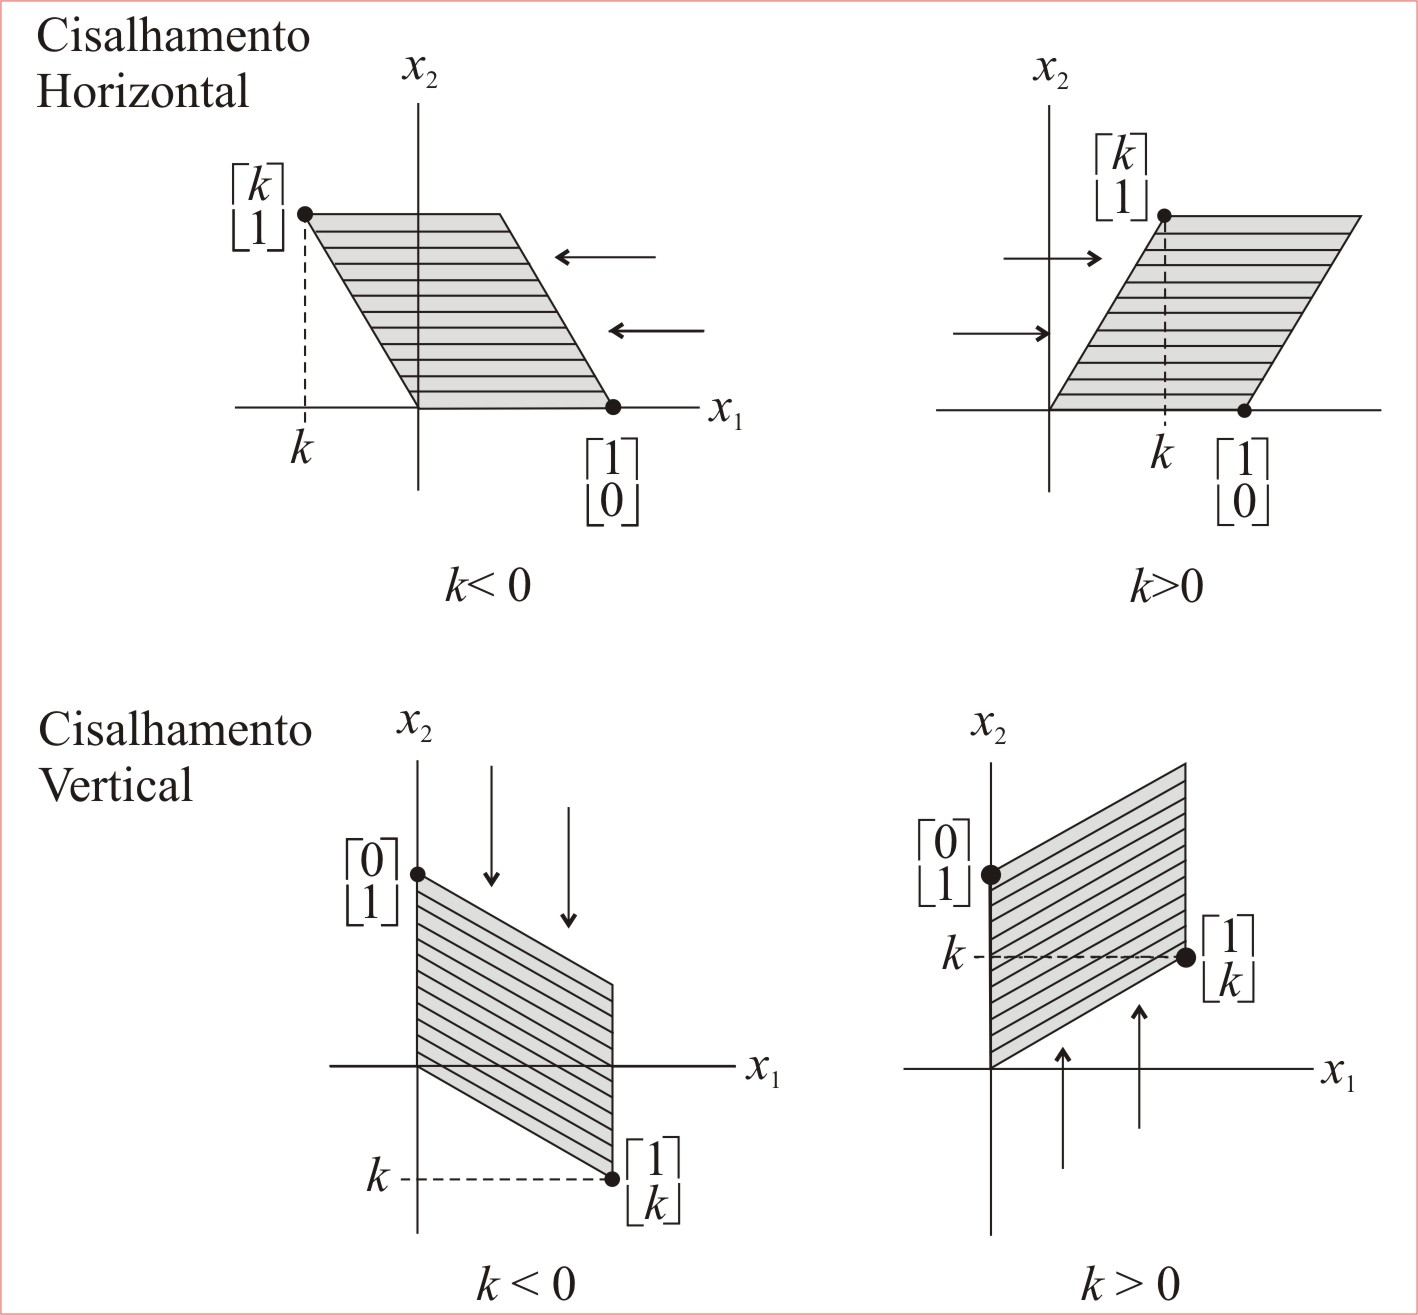 Cisalhamento
Horizontal
x₂
[k
1]
k
x₁
[1
0]
k< 0
x₂
[k
1]
k
[1
0]
k>0
Cisalhamento
Vertical
x₂
[0
1]
x₁
k
[1
k]
k < 0
x₂
[0
1]
k
[1
k]
x₁
k > 0